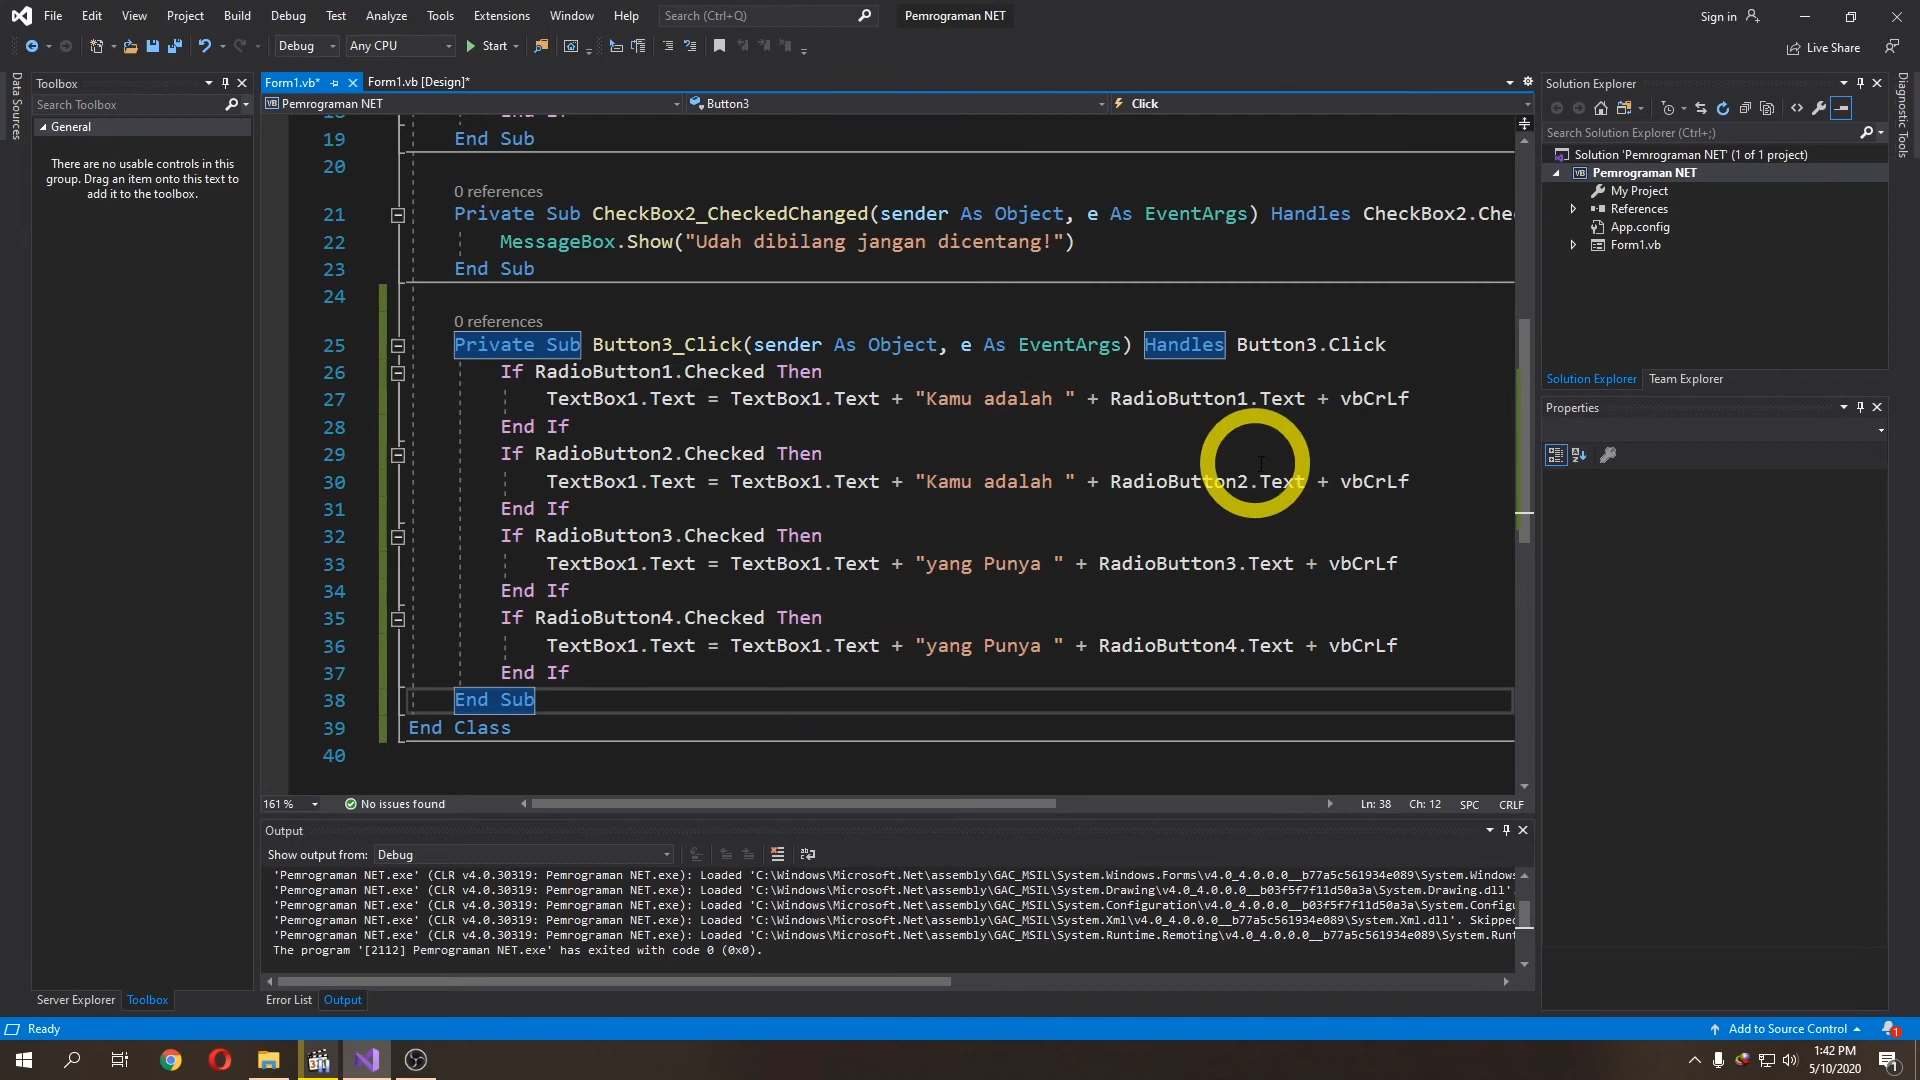 File Edit View Project Build Debug Test Analyze Tools Extensions Window Help Search (Ctrl+Q) Pemrograman NET Sign in
Debug Any CPU Start Live Share
Data Sources
Toolbox
Search Toolbox
General
There are no usable controls in this
group. Drag an item onto this text to
add it to the toolbox.
Server Explorer Toolbox
Form1.vb* Form1.vb [Design]*
Pemrograman NET Button3 Click
19 End Sub
20
0 references
21 Private Sub CheckBox2_CheckedChanged(sender As Object, e As EventArgs) Handles CheckBox2.Che
22 MessageBox.Show("Udah dibilang jangan dicentang!")
23 End Sub
24
0 references
25 Private Sub Button3_Click(sender As Object, e As EventArgs) Handles Button3.Click
26 If RadioButton1.Checked Then
27 TextBox1.Text = TextBox1.Text + "Kamu adalah " + RadioButton1.Text + vbCrLf
28 End If
29 If RadioButton2.Checked Then
30 TextBox1.Text = TextBox1.Text + "Kamu adalah " + RadioButton2.Text + vbCrLf
31 End If
32 If RadioButton3.Checked Then
33 TextBox1.Text = TextBox1.Text + "yang Punya " + RadioButton3.Text + vbCrLf
34 End If
35 If RadioButton4.Checked Then
36 TextBox1.Text = TextBox1.Text + "yang Punya " + RadioButton4.Text + vbCrLf
37 End If
38 End Sub
39 End Class
40
161 % No issues found Ln: 38 Ch: 12 SPC CRLF
Output
Show output from: Debug
'Pemrograman NET.exe' (CLR v4.0.30319: Pemrograman NET.exe): Loaded 'C:\Windows\Microsoft.Net\assembly\GAC_MSIL\System.Windows.Forms\v4.0_4.0.0.0__b77a5c561934e089\System.Windows
'Pemrograman NET.exe' (CLR v4.0.30319: Pemrograman NET.exe): Loaded 'C:\Windows\Microsoft.Net\assembly\GAC_MSIL\System.Drawing\v4.0_4.0.0.0__b03f5f7f11d50a3a\System.Drawing.dll'.
'Pemrograman NET.exe' (CLR v4.0.30319: Pemrograman NET.exe): Loaded 'C:\Windows\Microsoft.Net\assembly\GAC_MSIL\System.Configuration\v4.0_4.0.0.0__b03f5f7f11d50a3a\System.Configu
'Pemrograman NET.exe' (CLR v4.0.30319: Pemrograman NET.exe): Loaded 'C:\Windows\Microsoft.Net\assembly\GAC_MSIL\System.Xml\v4.0_4.0.0.0__b77a5c561934e089\System.Xml.dll'. Skipped
'Pemrograman NET.exe' (CLR v4.0.30319: Pemrograman NET.exe): Loaded 'C:\Windows\Microsoft.Net\assembly\GAC_MSIL\System.Runtime.Remoting\v4.0_4.0.0.0__b77a5c561934e089\System.Runt
The program '[2112] Pemrograman NET.exe' has exited with code 0 (0x0).
Error List Output
Solution Explorer
Search Solution Explorer (Ctrl+;)
Solution 'Pemrograman NET' (1 of 1 project)
VB Pemrograman NET
My Project
References
App.config
Form1.vb
Solution Explorer Team Explorer
Properties
Diagnostic Tools
Ready Add to Source Control 1
1:42 PM
5/10/2020
1